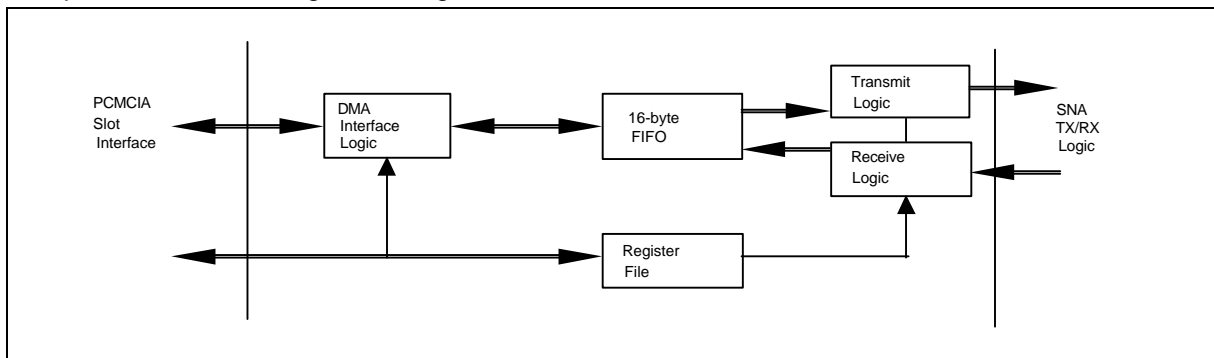 PCMCIA
Slot
Interface
DMA
Interface
Logic
16-byte
FIFO
Transmit
Logic
Receive
Logic
SNA
TX/RX
Logic
Register
File